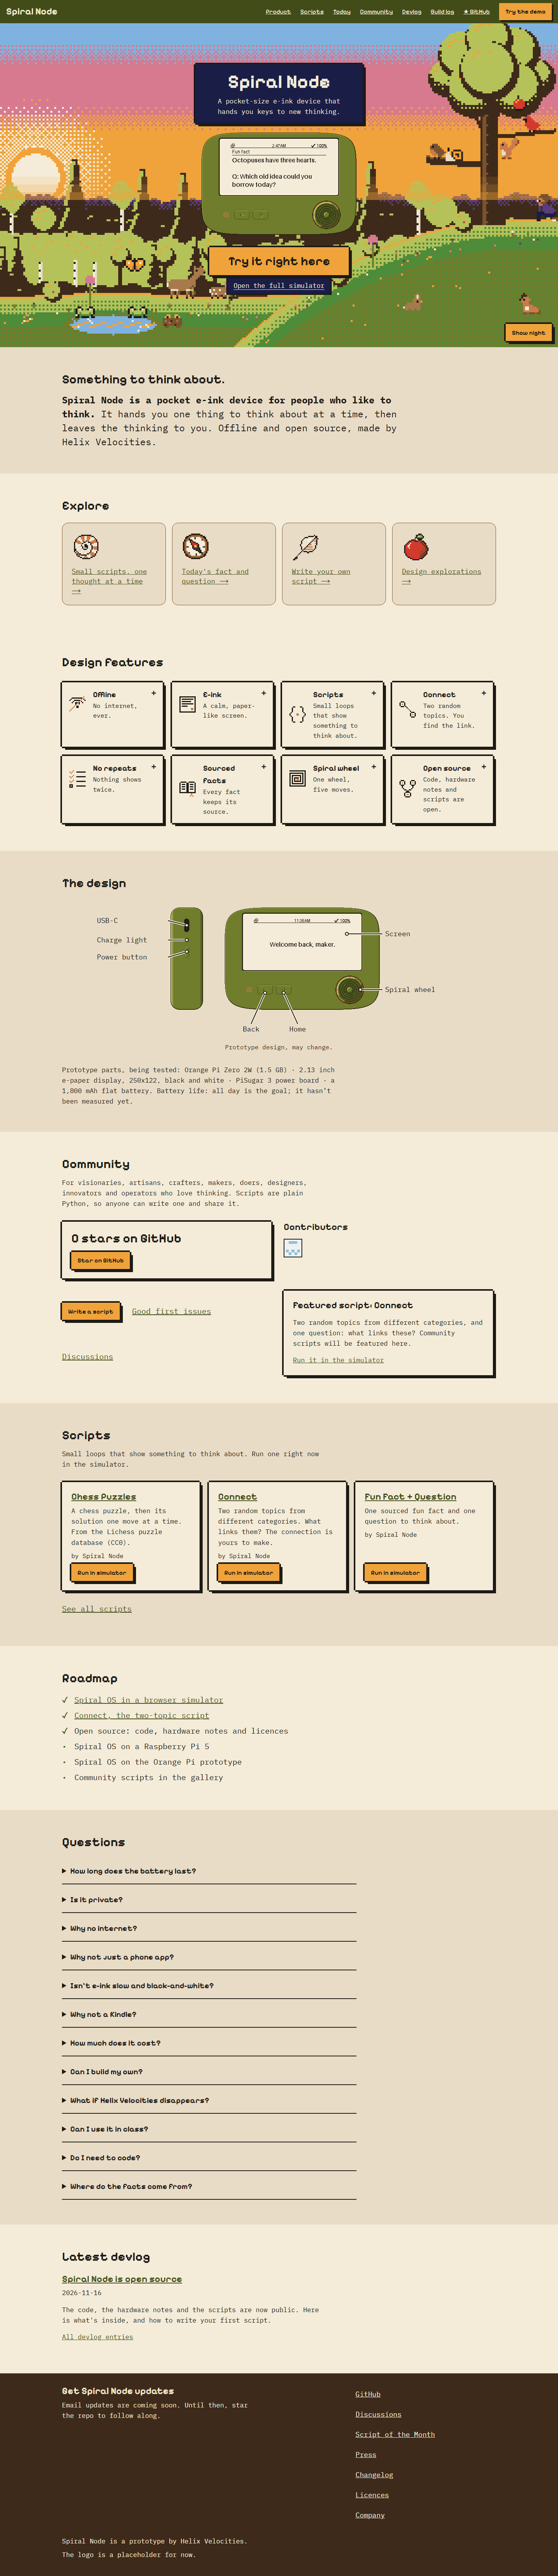 Spiral Node
Product Scripts Today Community Devlog Build log ★ GitHub Try the demo
Spiral Node
A pocket-size e-ink device that
hands you keys to new thinking.
2:47AM 100%
Fun fact
Octopuses have three hearts.
Q: Which old idea could you
borrow today?
Try it right here
Open the full simulator
Show night
Something to think about.
Spiral Node is a pocket e-ink device for people who like to
think. It hands you one thing to think about at a time, then
leaves the thinking to you. Offline and open source, made by
Helix Velocities.
Explore
Small scripts, one
thought at a time
→
Today's fact and
question →
Write your own
script →
Design explorations
→
Design features
Offline +
No internet,
ever.
E-ink +
A calm, paper-
like screen.
Scripts +
Small loops
that show
something to
think about.
Connect +
Two random
topics. You
find the link.
No repeats +
Nothing shows
twice.
Sourced +
facts
Every fact
keeps its
source.
Spiral wheel +
One wheel,
five moves.
Open source +
Code, hardware
notes and
scripts are
open.
The design
USB-C
Charge light
Power button
11:38AM 100%
Welcome back, maker.
Screen
Spiral wheel
Back Home
Prototype design, may change.
Prototype parts, being tested: Orange Pi Zero 2W (1.5 GB) · 2.13 inch
e-paper display, 250x122, black and white · PiSugar 3 power board · a
1,800 mAh flat battery. Battery life: all day is the goal; it hasn't
been measured yet.
Community
For visionaries, artisans, crafters, makers, doers, designers,
innovators and operators who love thinking. Scripts are plain
Python, so anyone can write one and share it.
0 stars on GitHub
Star on GitHub
Contributors
Write a script Good first issues
Discussions
Featured script: Connect
Two random topics from different categories, and
one question: what links these? Community
scripts will be featured here.
Run it in the simulator
Scripts
Small loops that show something to think about. Run one right now
in the simulator.
Chess Puzzles
A chess puzzle, then its
solution one move at a time.
From the Lichess puzzle
database (CC0).
by Spiral Node
Run in simulator
Connect
Two random topics from
different categories. What
links them? The connection is
yours to make.
by Spiral Node
Run in simulator
Fun Fact + Question
One sourced fun fact and one
question to think about.
by Spiral Node
Run in simulator
See all scripts
Roadmap
✓ Spiral OS in a browser simulator
✓ Connect, the two-topic script
✓ Open source: code, hardware notes and licences
· Spiral OS on a Raspberry Pi 5
· Spiral OS on the Orange Pi prototype
· Community scripts in the gallery
Questions
▶ How long does the battery last?
▶ Is it private?
▶ Why no internet?
▶ Why not just a phone app?
▶ Isn't e-ink slow and black-and-white?
▶ Why not a Kindle?
▶ How much does it cost?
▶ Can I build my own?
▶ What if Helix Velocities disappears?
▶ Can I use it in class?
▶ Do I need to code?
▶ Where do the facts come from?
Latest devlog
Spiral Node is open source
2026-11-16
The code, the hardware notes and the scripts are now public. Here
is what's inside, and how to write your first script.
All devlog entries
Get Spiral Node updates
Email updates are coming soon. Until then, star
the repo to follow along.
GitHub
Discussions
Script of the Month
Press
Changelog
Licences
Company
Spiral Node is a prototype by Helix Velocities.
The logo is a placeholder for now.